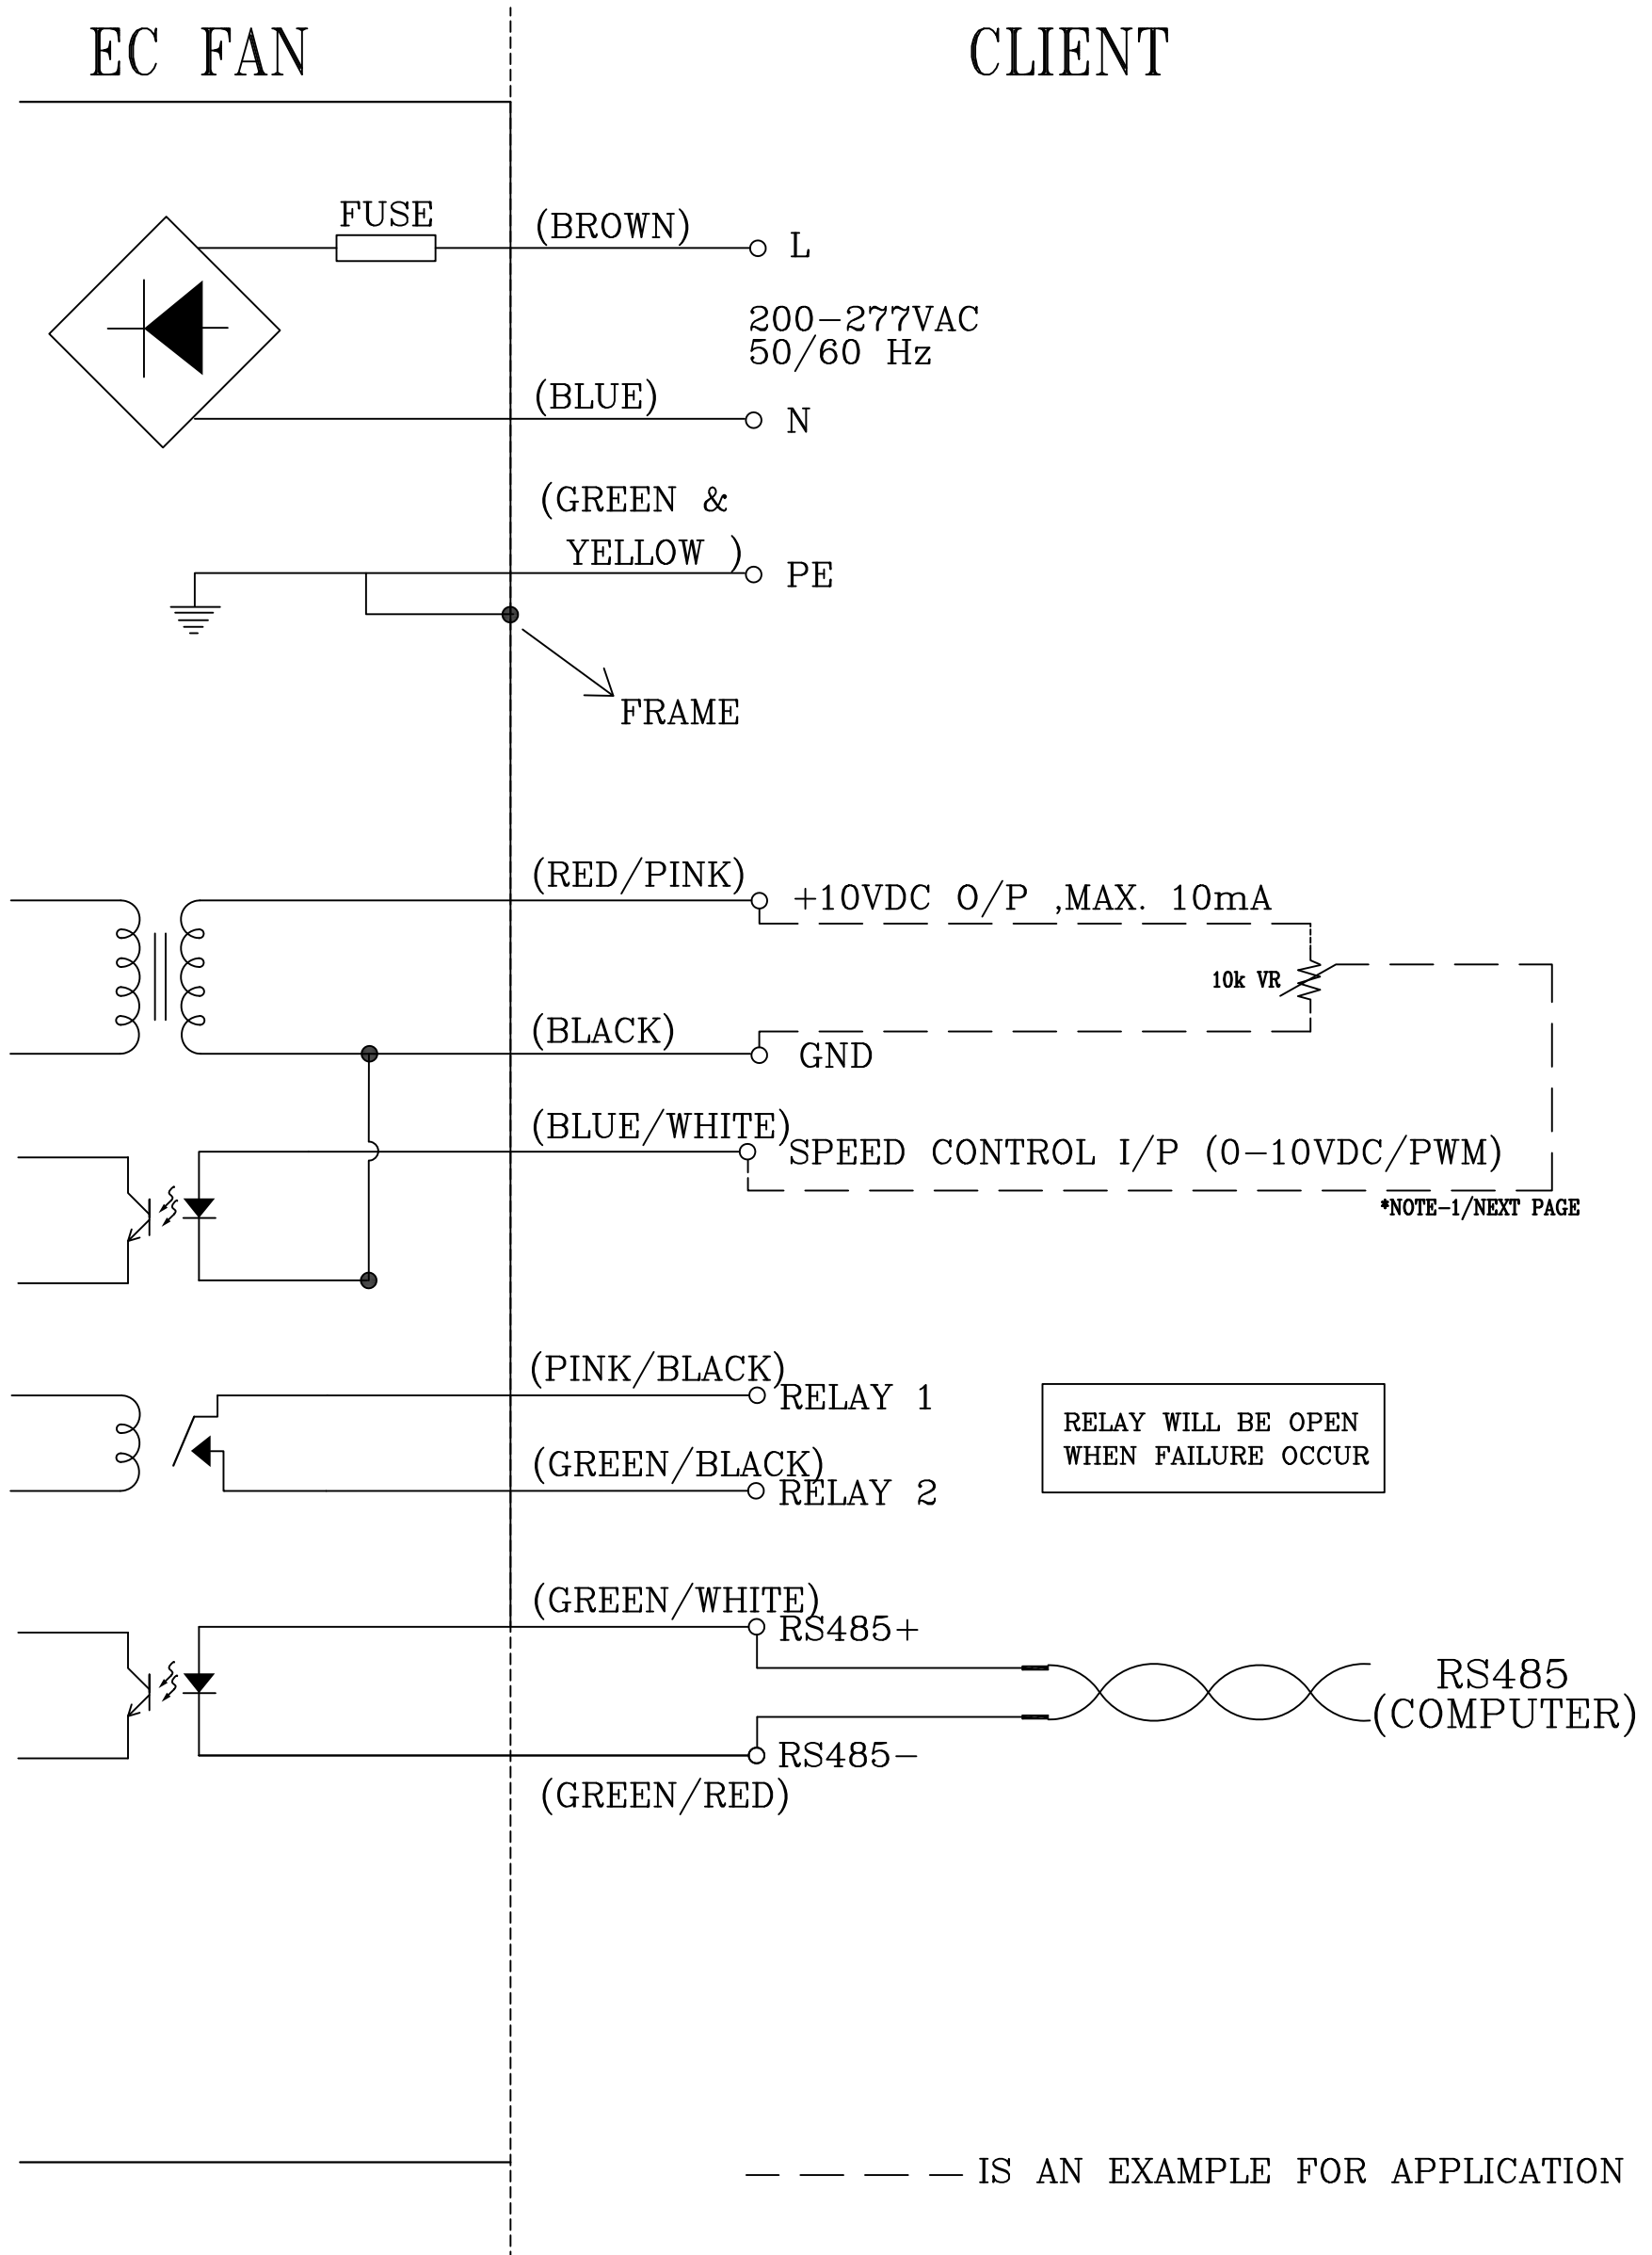 EC FAN
CLIENT
FUSE
(BROWN)
L
200-277VAC
50/60 Hz
(BLUE)
N
(GREEN &
YELLOW )
PE
FRAME
(RED/PINK)
+10VDC O/P ,MAX. 10mA
10k VR
(BLACK)
GND
(BLUE/WHITE)
SPEED CONTROL I/P (0-10VDC/PWM)
*NOTE-1/NEXT PAGE
(PINK/BLACK)
RELAY 1
RELAY WILL BE OPEN
WHEN FAILURE OCCUR
(GREEN/BLACK)
RELAY 2
(GREEN/WHITE)
RS485+
RS485
(COMPUTER)
RS485-
(GREEN/RED)
IS AN EXAMPLE FOR APPLICATION